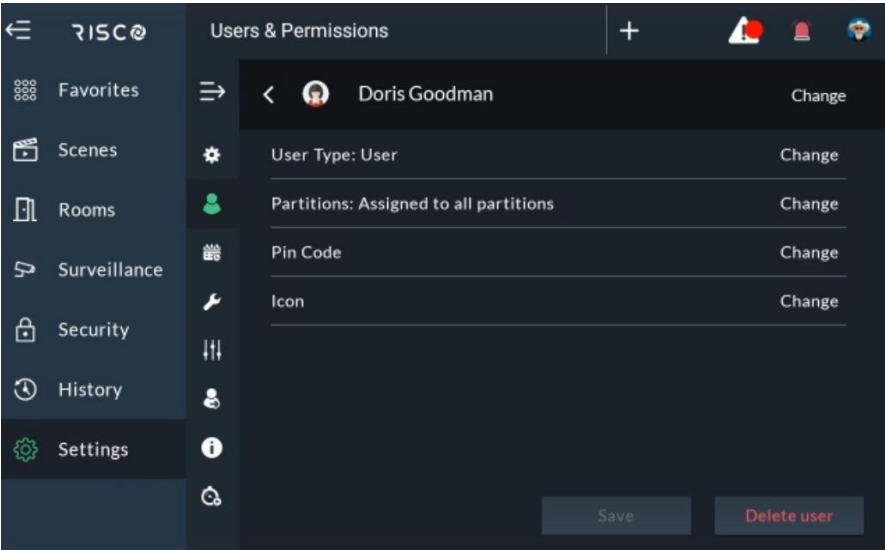 RISCO
Users & Permissions
Favorites
Scenes
Rooms
Surveillance
Security
History
Settings
Doris Goodman
Change
User Type: User
Change
Partitions: Assigned to all partitions
Change
Pin Code
Change
Icon
Change
Save
Delete user